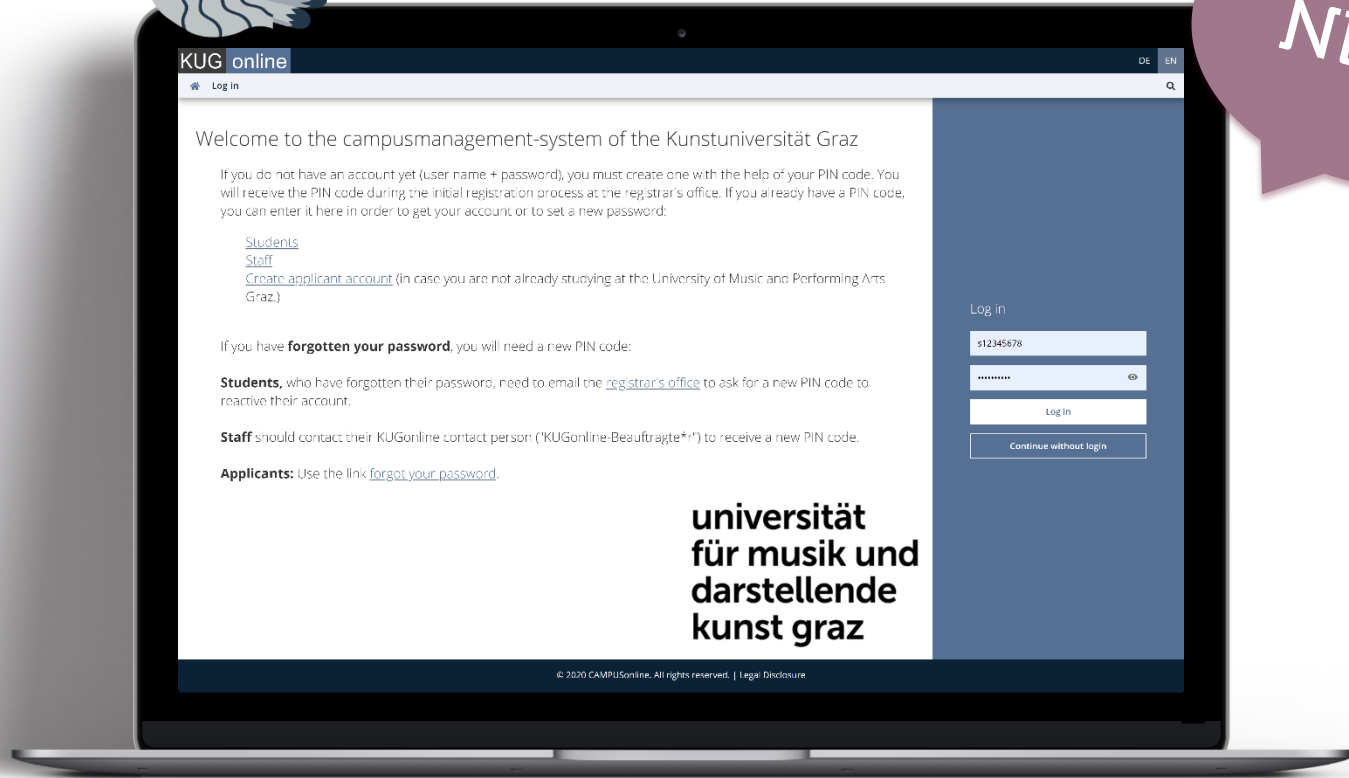 KUG online
DE EN
Log in
Welcome to the campusmanagement-system of the Kunstuniversität Graz
If you do not have an account yet (user name + password), you must create one with the help of your PIN code. You
will receive the PIN code during the initial registration process at the registrar's office. If you already have a PIN code,
you can enter it here in order to get your account or to set a new password:
Students
Staff
Create applicant account (in case you are not already studying at the University of Music and Performing Arts
Graz.)
If you have forgotten your password, you will need a new PIN code:
Students, who have forgotten their password, need to email the registrar's office to ask for a new PIN code to
reactive their account.
Staff should contact their KUGonline contact person ("KUGonline-Beauftragte*r") to receive a new PIN code.
Applicants: Use the link forgot your password.
universität
für musik und
darstellende
kunst graz
Log in
s12345678
Log in
Continue without login
© 2020 CAMPUSonline. All rights reserved. | Legal Disclosure